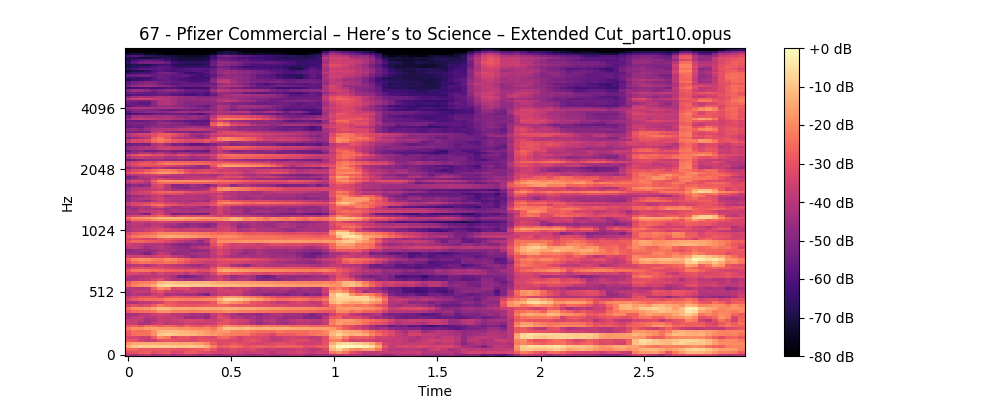 67 - Pfizer Commercial – Here’s to Science – Extended Cut_part10.opus
+0 dB
-10 dB
-20 dB
-30 dB
-40 dB
-50 dB
-60 dB
-70 dB
-80 dB
4096
2048
1024
512
0
Hz
0
0.5
1
1.5
2
2.5
Time